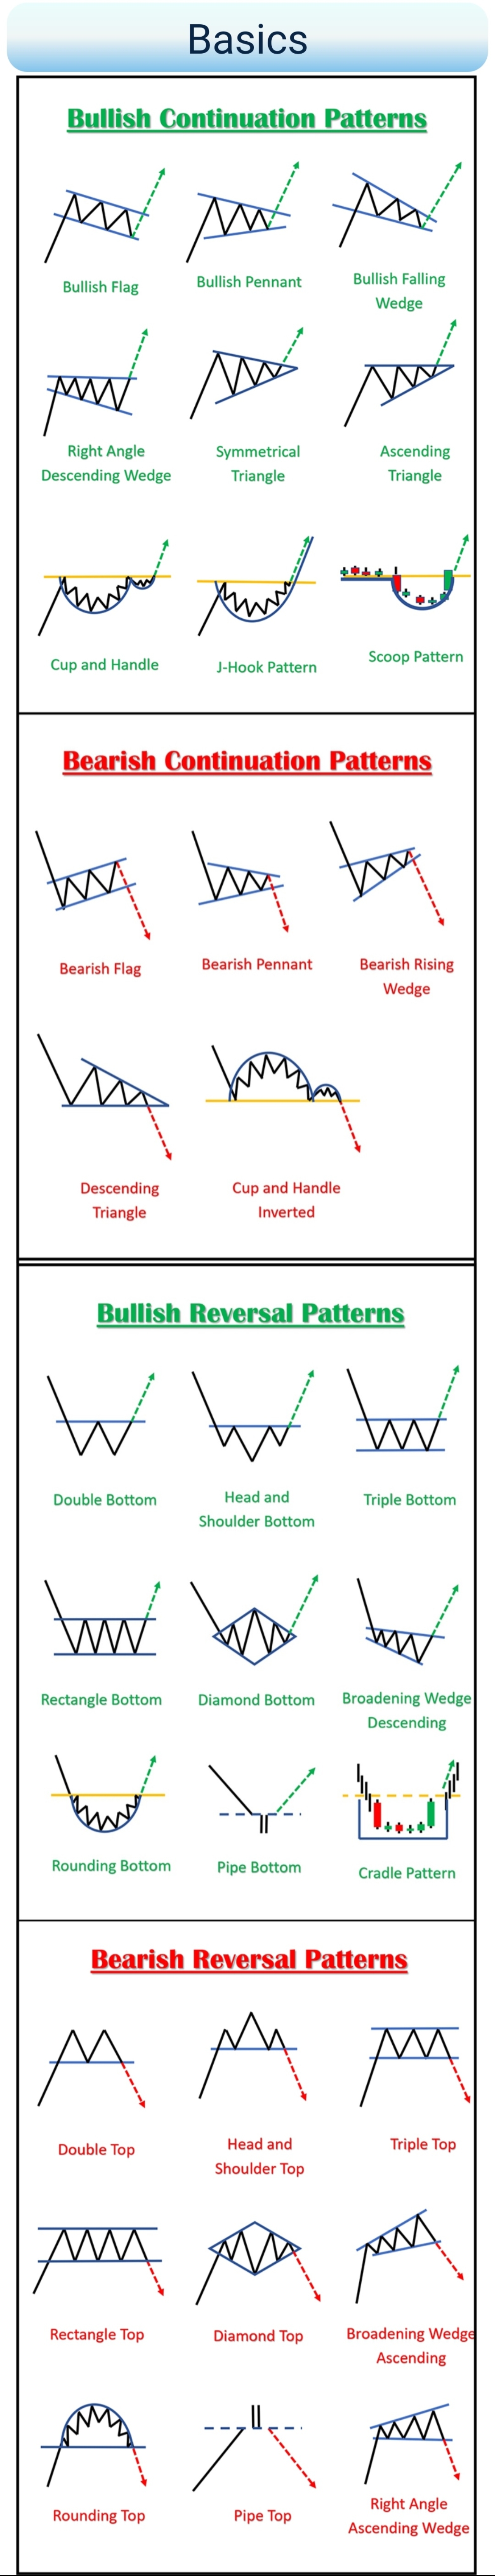 Basics
Bullish Continuation Patterns
Bullish Flag
Bullish Pennant
Bullish Falling
Wedge
Right Angle
Descending Wedge
Symmetrical
Triangle
Ascending
Triangle
Cup and Handle
J-Hook Pattern
Scoop Pattern
Bearish Continuation Patterns
Bearish Flag
Bearish Pennant
Bearish Rising
Wedge
Descending
Triangle
Cup and Handle
Inverted
Bullish Reversal Patterns
Double Bottom
Head and
Shoulder Bottom
Triple Bottom
Rectangle Bottom
Diamond Bottom
Broadening Wedge
Descending
Rounding Bottom
Pipe Bottom
Cradle Pattern
Bearish Reversal Patterns
Double Top
Head and
Shoulder Top
Triple Top
Rectangle Top
Diamond Top
Broadening Wedge
Ascending
Rounding Top
Pipe Top
Right Angle
Ascending Wedge